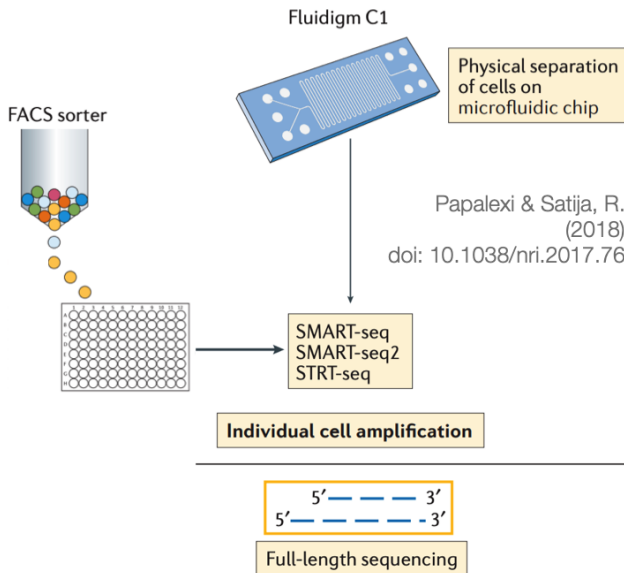 Fluidigm C1
Physical separation
of cells on
microfluidic chip
FACS sorter
Papalexi & Satija, R.
(2018)
doi: 10.1038/nri.2017.76
1 2 3 4 5 6 7 8 9 10 11 12
A
B
C
D
E
F
G
H
SMART-seq
SMART-seq2
STRT-seq
Individual cell amplification
5′ 3′
5′ 3′
Full-length sequencing